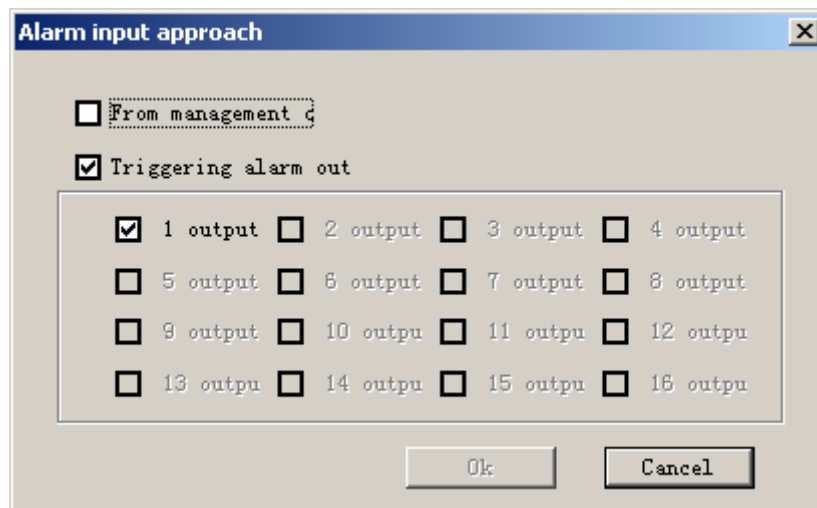 Alarm input approach
From management c
Triggering alarm out
1 output 2 output 3 output 4 output
5 output 6 output 7 output 8 output
9 output 10 outpu 11 outpu 12 outpu
13 outpu 14 outpu 15 outpu 16 outpu
Ok Cancel